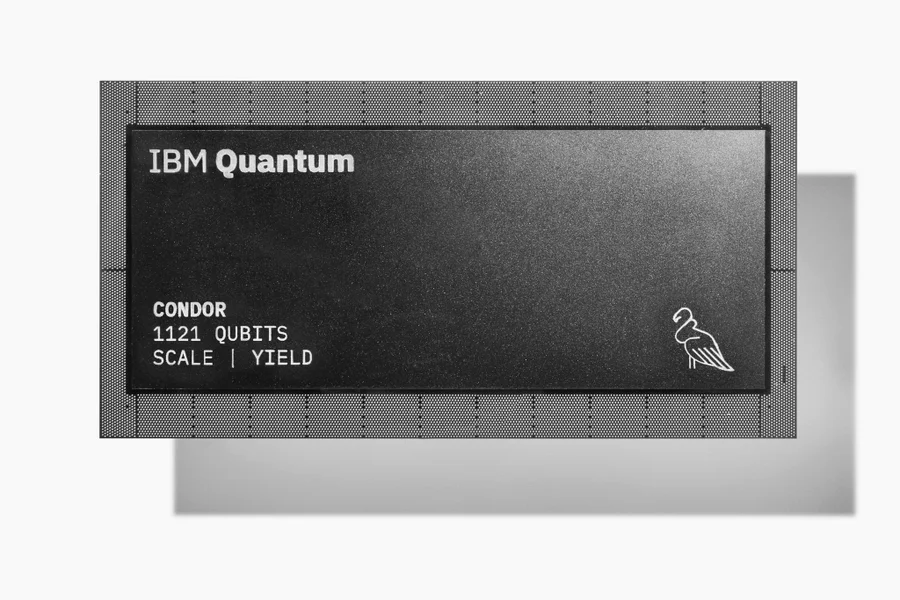 IBM Quantum
CONDOR
1121 QUBITS
SCALE | YIELD